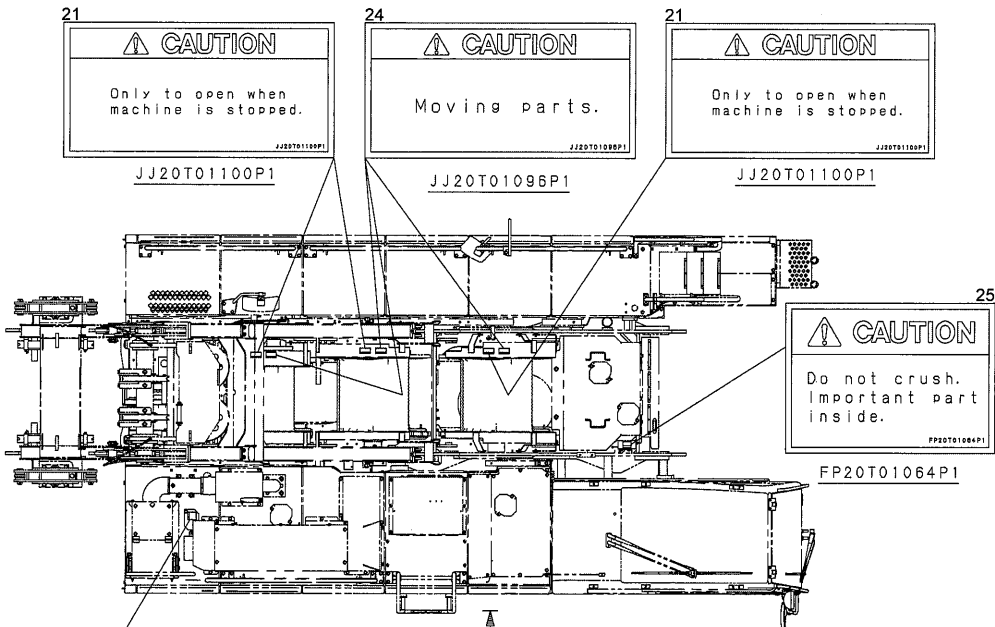 21
CAUTION
Only to open when
machine is stopped.
JJ20T01100P1
JJ20T01100P1
24
CAUTION
Moving parts.
JJ20T01096P1
JJ20T01096P1
21
CAUTION
Only to open when
machine is stopped.
JJ20T01100P1
JJ20T01100P1
25
CAUTION
Do not crush.
Important part
inside.
FP20T01064P1
FP20T01064P1